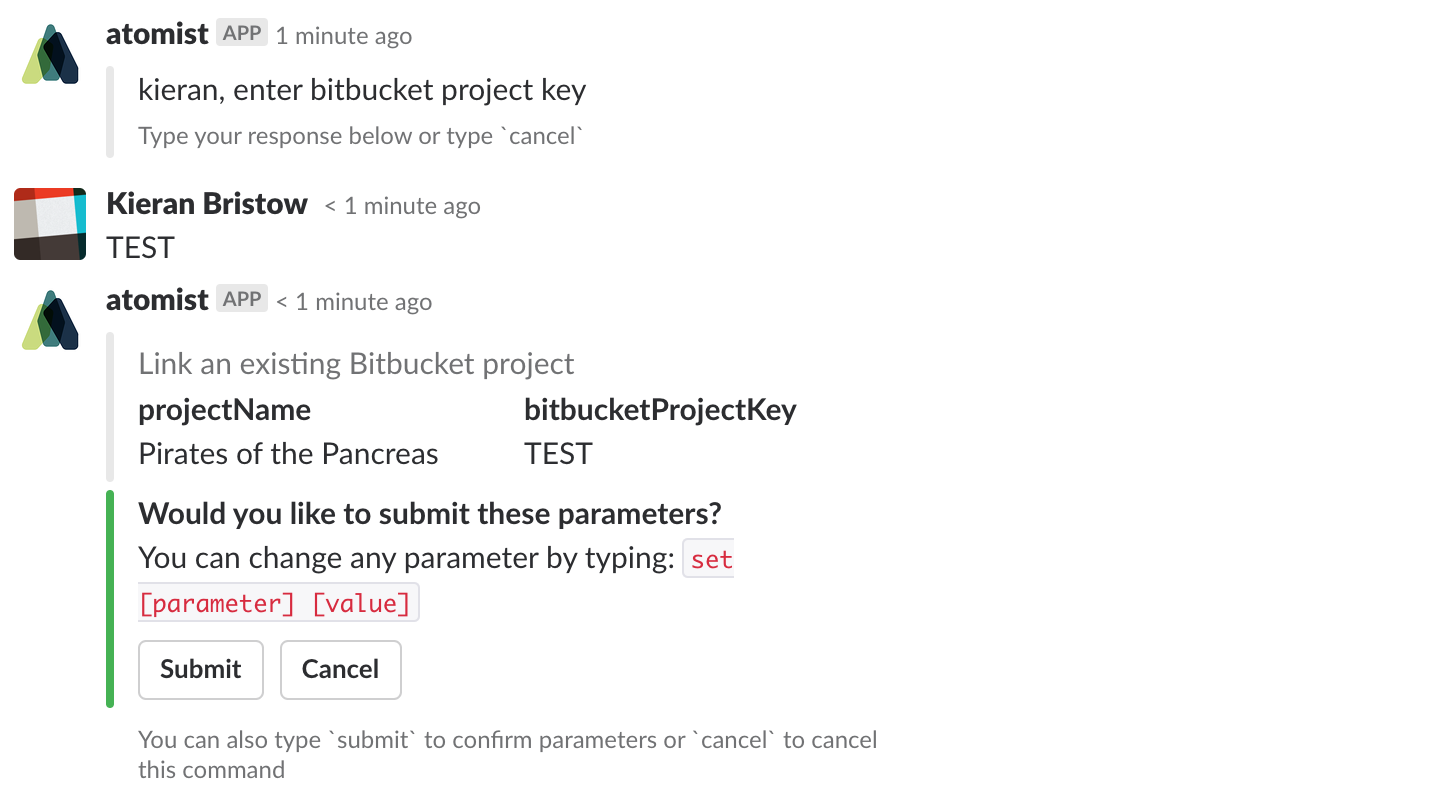 atomist APP 1 minute ago
kieran, enter bitbucket project key
Type your response below or type `cancel`
Kieran Bristow < 1 minute ago
TEST
atomist APP < 1 minute ago
Link an existing Bitbucket project
projectName bitbucketProjectKey
Pirates of the Pancreas TEST
Would you like to submit these parameters?
You can change any parameter by typing: set
[parameter] [value]
Submit Cancel
You can also type `submit` to confirm parameters or `cancel` to cancel
this command